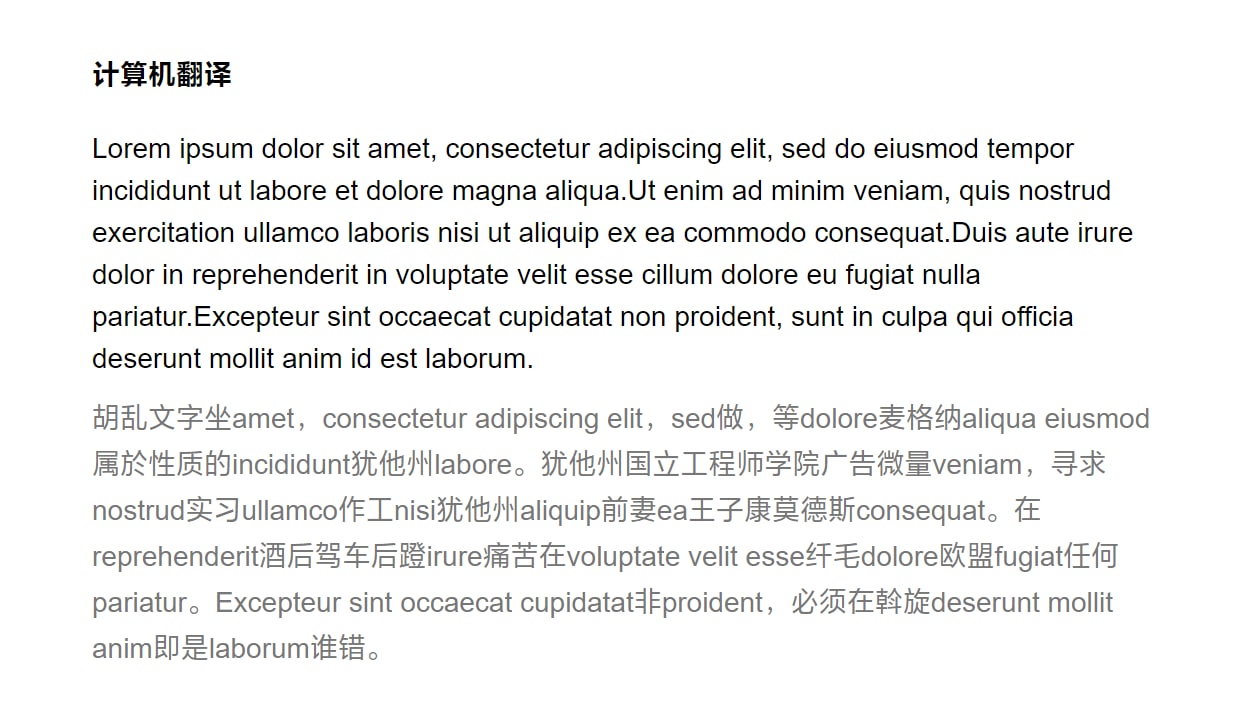 计算机翻译
Lorem ipsum dolor sit amet, consectetur adipiscing elit, sed do eiusmod tempor
incididunt ut labore et dolore magna aliqua.Ut enim ad minim veniam, quis nostrud
exercitation ullamco laboris nisi ut aliquip ex ea commodo consequat.Duis aute irure
dolor in reprehenderit in voluptate velit esse cillum dolore eu fugiat nulla
pariatur.Excepteur sint occaecat cupidatat non proident, sunt in culpa qui officia
deserunt mollit anim id est laborum.
胡乱文字坐amet，consectetur adipiscing elit，sed做，等dolore麦格纳aliqua eiusmod
属於性质的incididunt犹他州labore。犹他州国立工程师学院广告微量veniam，寻求
nostrud实习ullamco作工nisi犹他州aliquip前妻ea王子康莫德斯consequat。在
reprehenderit酒后驾车后蹬irure痛苦在voluptate velit esse纤毛dolore欧盟fugiat任何
pariatur。Excepteur sint occaecat cupidatat非proident，必须在斡旋deserunt mollit
anim即是laborum谁错。